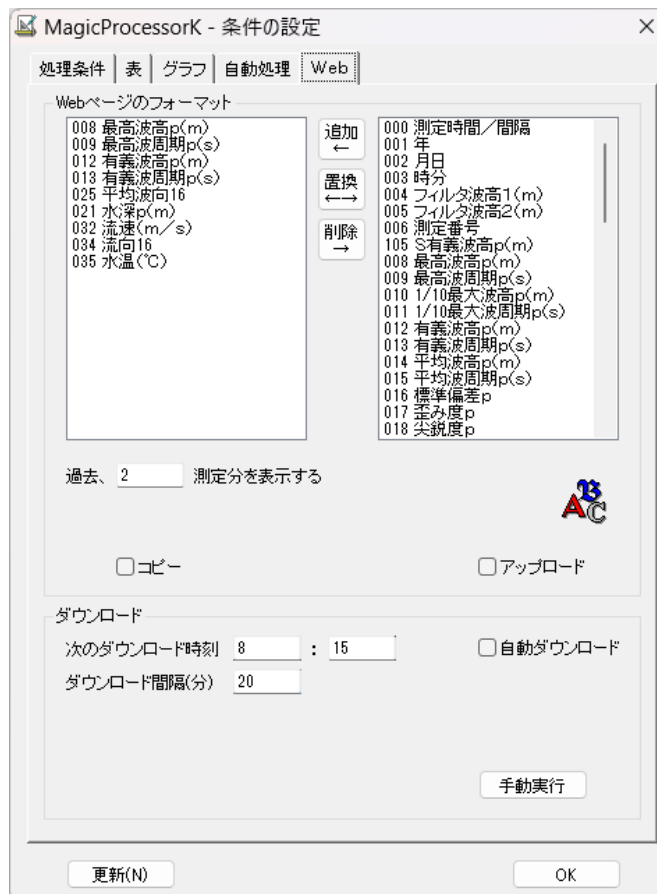 MagicProcessorK - 条件の設定
処理条件 表 グラフ 自動処理 Web
Webページのフォーマット
008 最高波高p(m)
009 最高波周期p(s)
012 有義波高p(m)
013 有義波周期p(s)
025 平均波向16
021 水深p(m)
032 流速(m/s)
034 流向16
035 水温(℃)
追加
←
置換
←→
削除
→
000 測定時間/間隔
001 年
002 月日
003 時分
004 フィルタ波高1(m)
005 フィルタ波高2(m)
006 測定番号
105 S有義波高p(m)
008 最高波高p(m)
009 最高波周期p(s)
010 1/10最大波高p(m)
011 1/10最大波周期p(s)
012 有義波高p(m)
013 有義波周期p(s)
014 平均波高p(m)
015 平均波周期p(s)
016 標準偏差p
017 歪み度p
018 尖鋭度p
過去、 2 測定分を表示する
ABC
コピー アップロード
ダウンロード
次のダウンロード時刻 8 : 15 自動ダウンロード
ダウンロード間隔(分) 20
手動実行
更新(N) OK